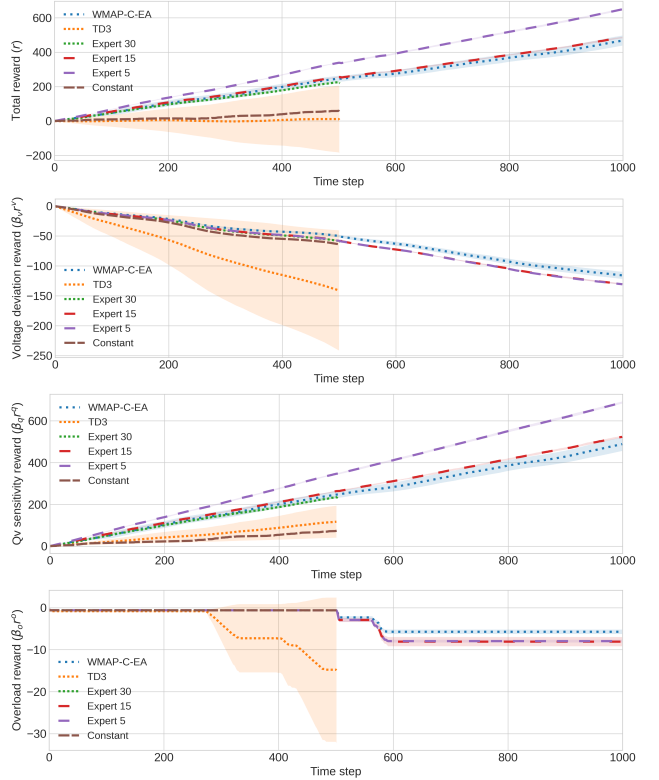 600
400
200
0
−200
Total reward (r)
WMAP-C-EA
TD3
Expert 30
Expert 15
Expert 5
Constant
0 200 400 600 800 1000
Time step
0
−50
−100
−150
−200
−250
Voltage deviation reward (βᵥrᵛ)
WMAP-C-EA
TD3
Expert 30
Expert 15
Expert 5
Constant
0 200 400 600 800 1000
Time step
600
400
200
0
Qv sensitivity reward (β_q r^q)
WMAP-C-EA
TD3
Expert 30
Expert 15
Expert 5
Constant
0 200 400 600 800 1000
Time step
0
−10
−20
−30
Overload reward (βₒrᵒ)
WMAP-C-EA
TD3
Expert 30
Expert 15
Expert 5
Constant
0 200 400 600 800 1000
Time step